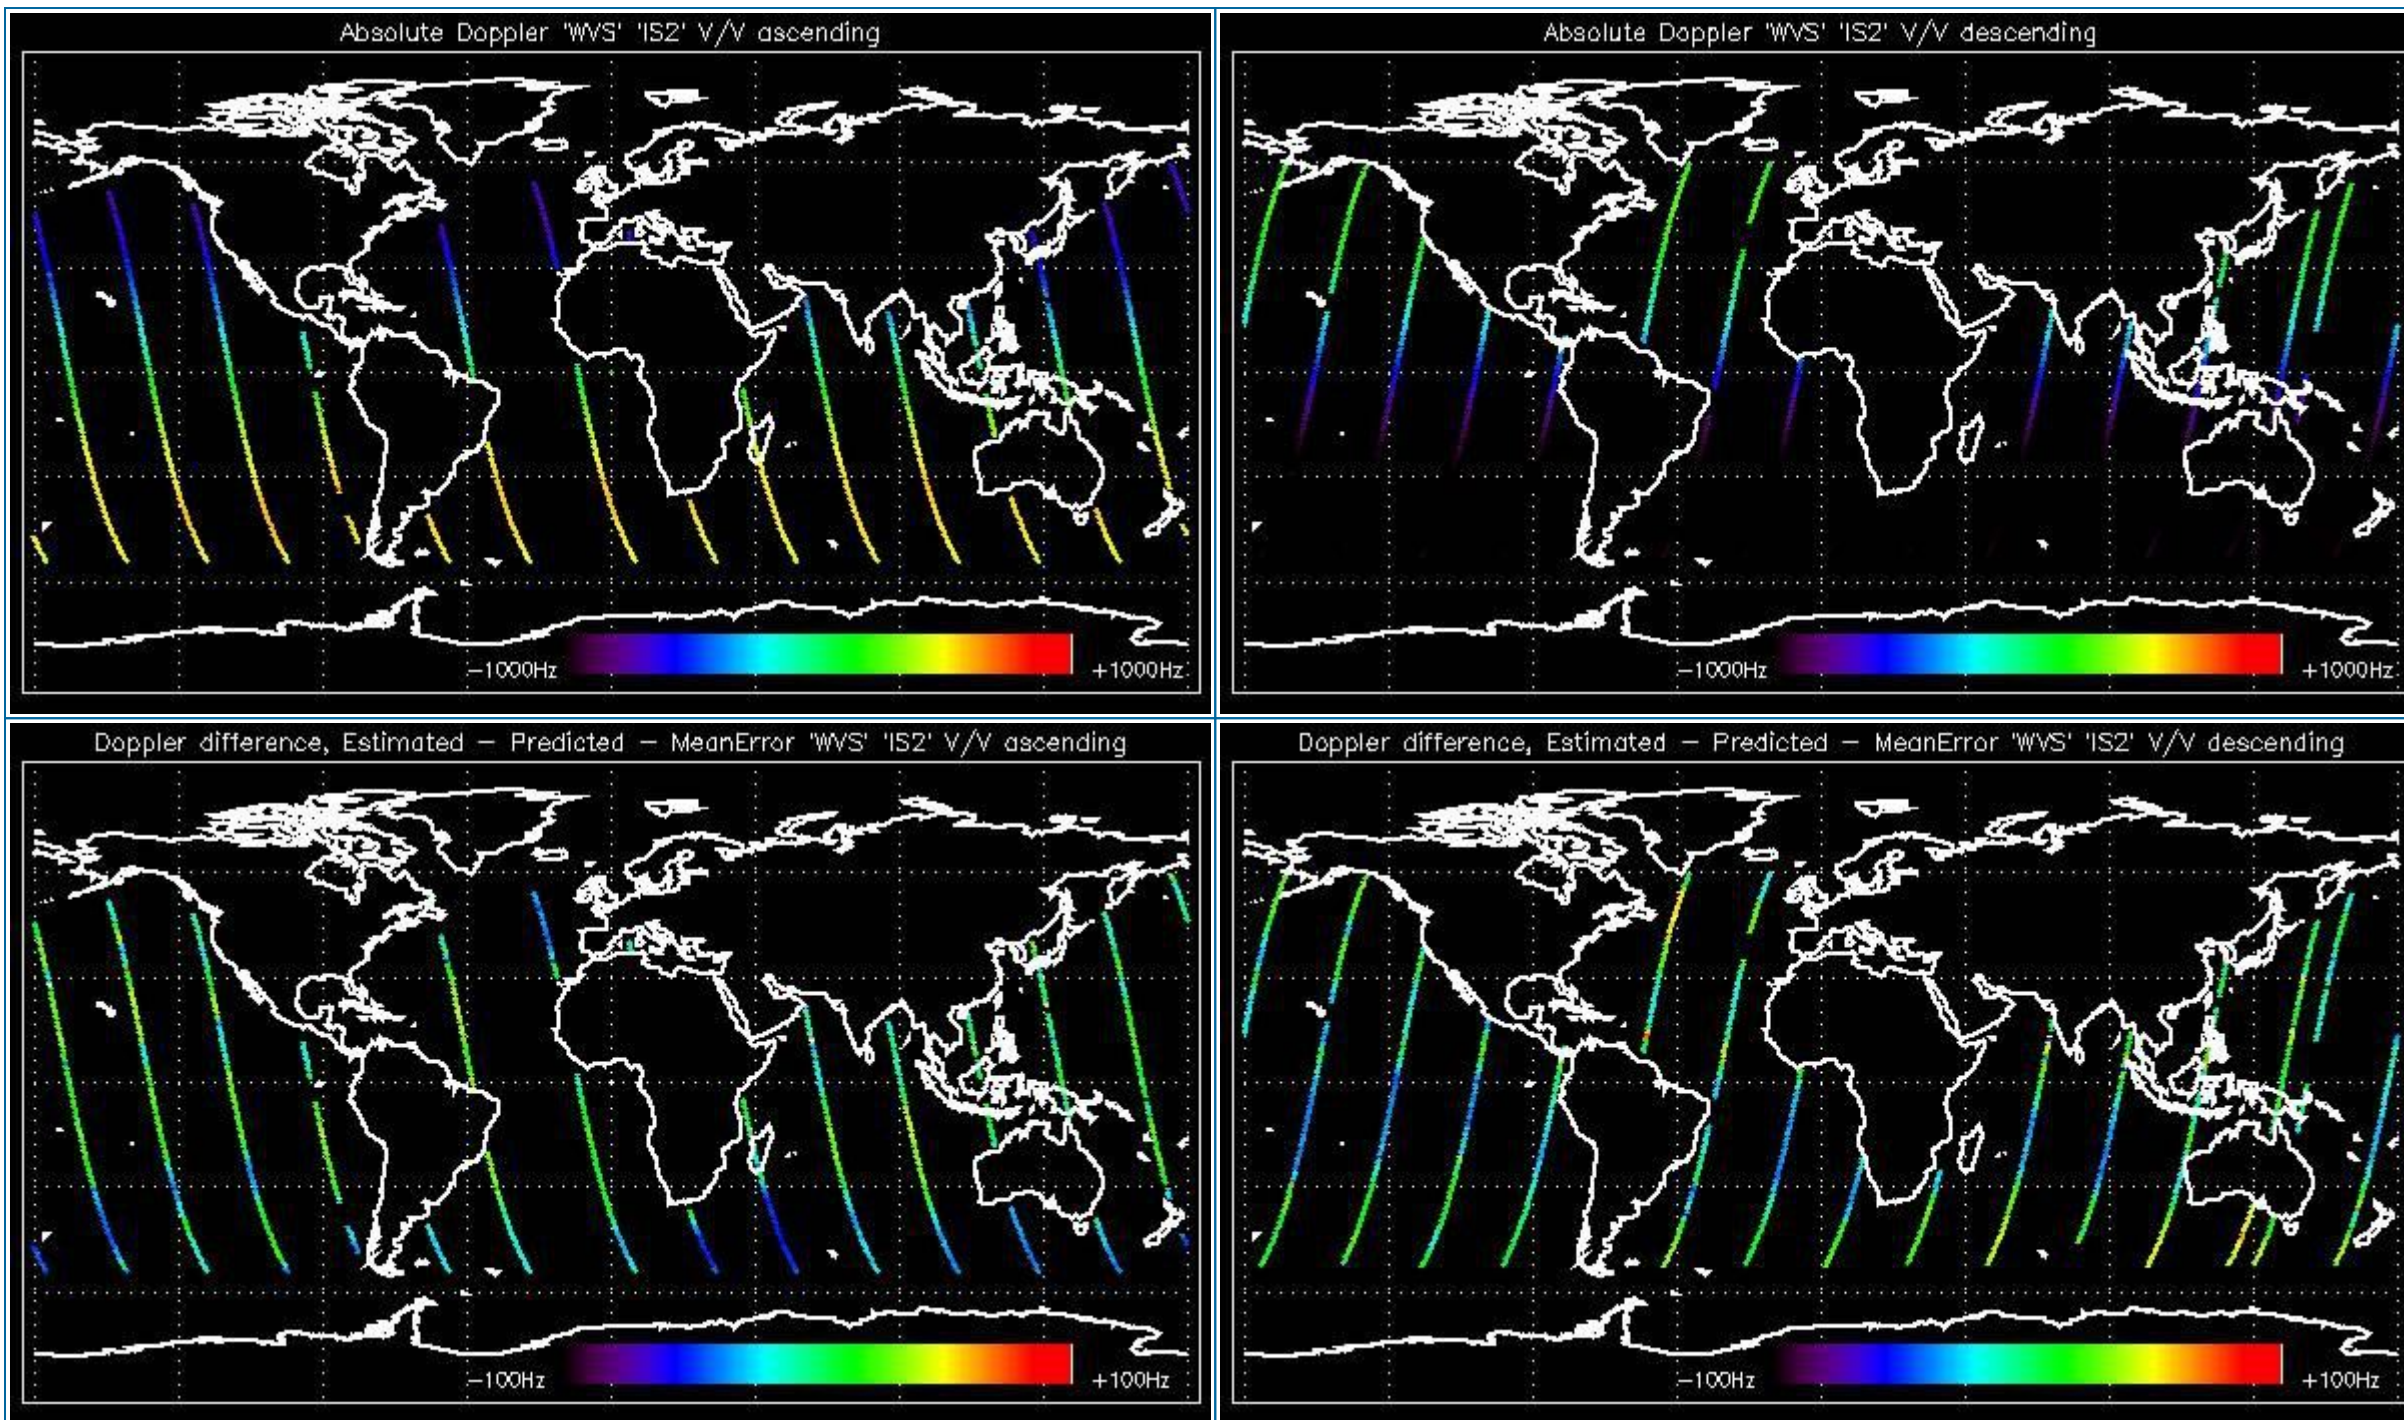 Absolute Doppler 'WVS' 'IS2' V/V ascending
-1000Hz +1000Hz
Absolute Doppler 'WVS' 'IS2' V/V descending
-1000Hz +1000Hz
Doppler difference, Estimated - Predicted - MeanError 'WVS' 'IS2' V/V ascending
-100Hz +100Hz
Doppler difference, Estimated - Predicted - MeanError 'WVS' 'IS2' V/V descending
-100Hz +100Hz